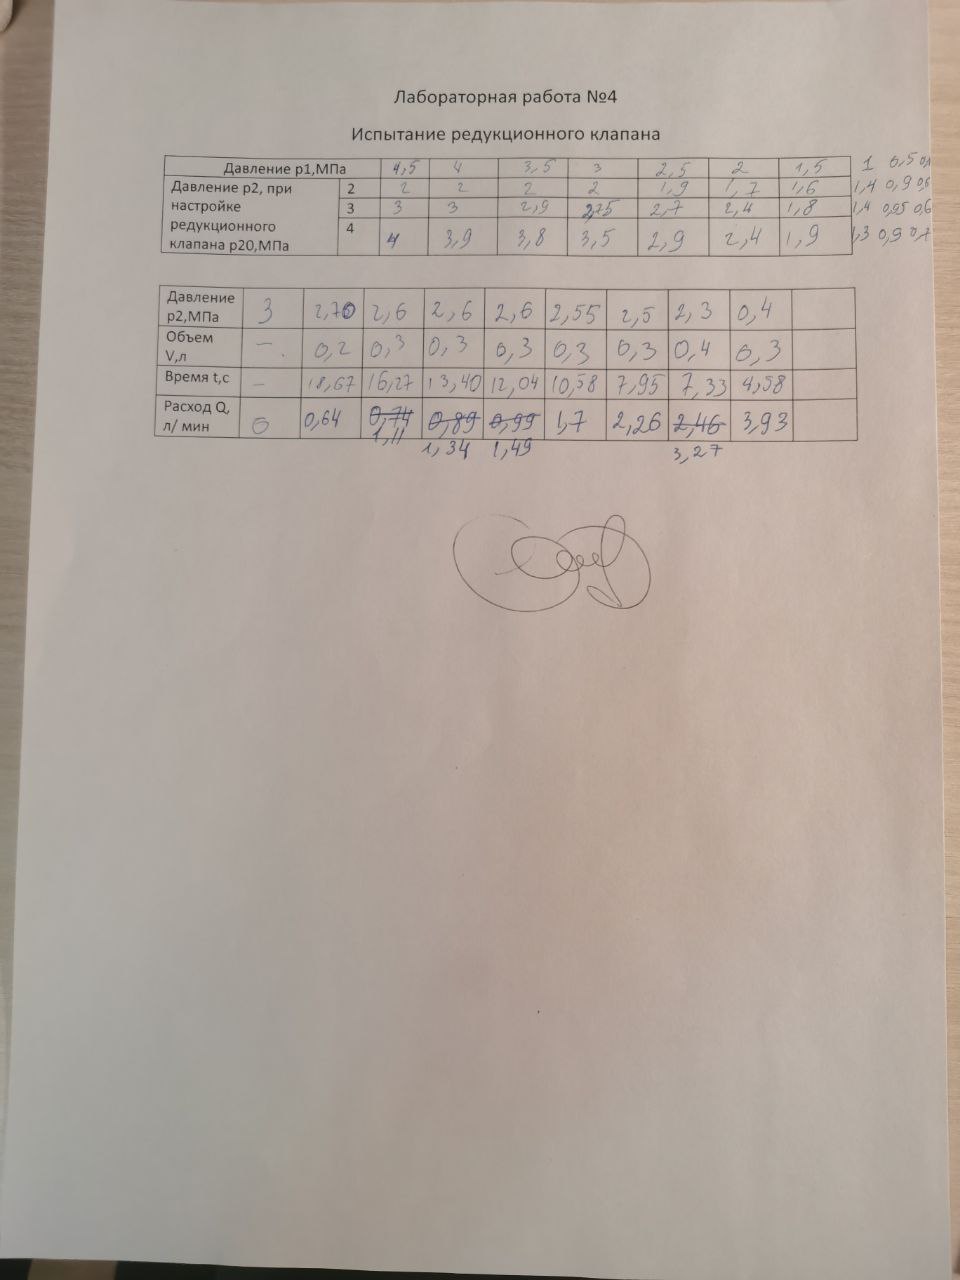 Лабораторная работа №4
Испытание редукционного клапана
Давление р1,МПа 4,5 4 3,5 3 2,5 2 1,5 1 0,5
Давление р2, при 2 2 2 2 2 1,9 1,7 1,6 1,4 0,9 0,6
настройке 3 3 3 2,9 2,75 2,7 2,4 1,8 1,4 0,95 0,6
редукционного 4
клапана р20,МПа 4 3,9 3,8 3,5 2,9 2,4 1,9 1,3 0,9 0,7
Давление
р2,МПа 3 2,70 2,6 2,6 2,6 2,55 2,5 2,3 0,4
Объем
V,л – 0,2 0,3 0,3 0,3 0,3 0,3 0,4 0,3
Время t,с – 18,67 16,27 13,40 12,04 10,58 7,95 7,33 4,58
Расход Q, 0,64 0,74 0,89 0,99 1,7 2,26 2,46 3,93
л/ мин 0 1,11
1,34 1,49 3,27